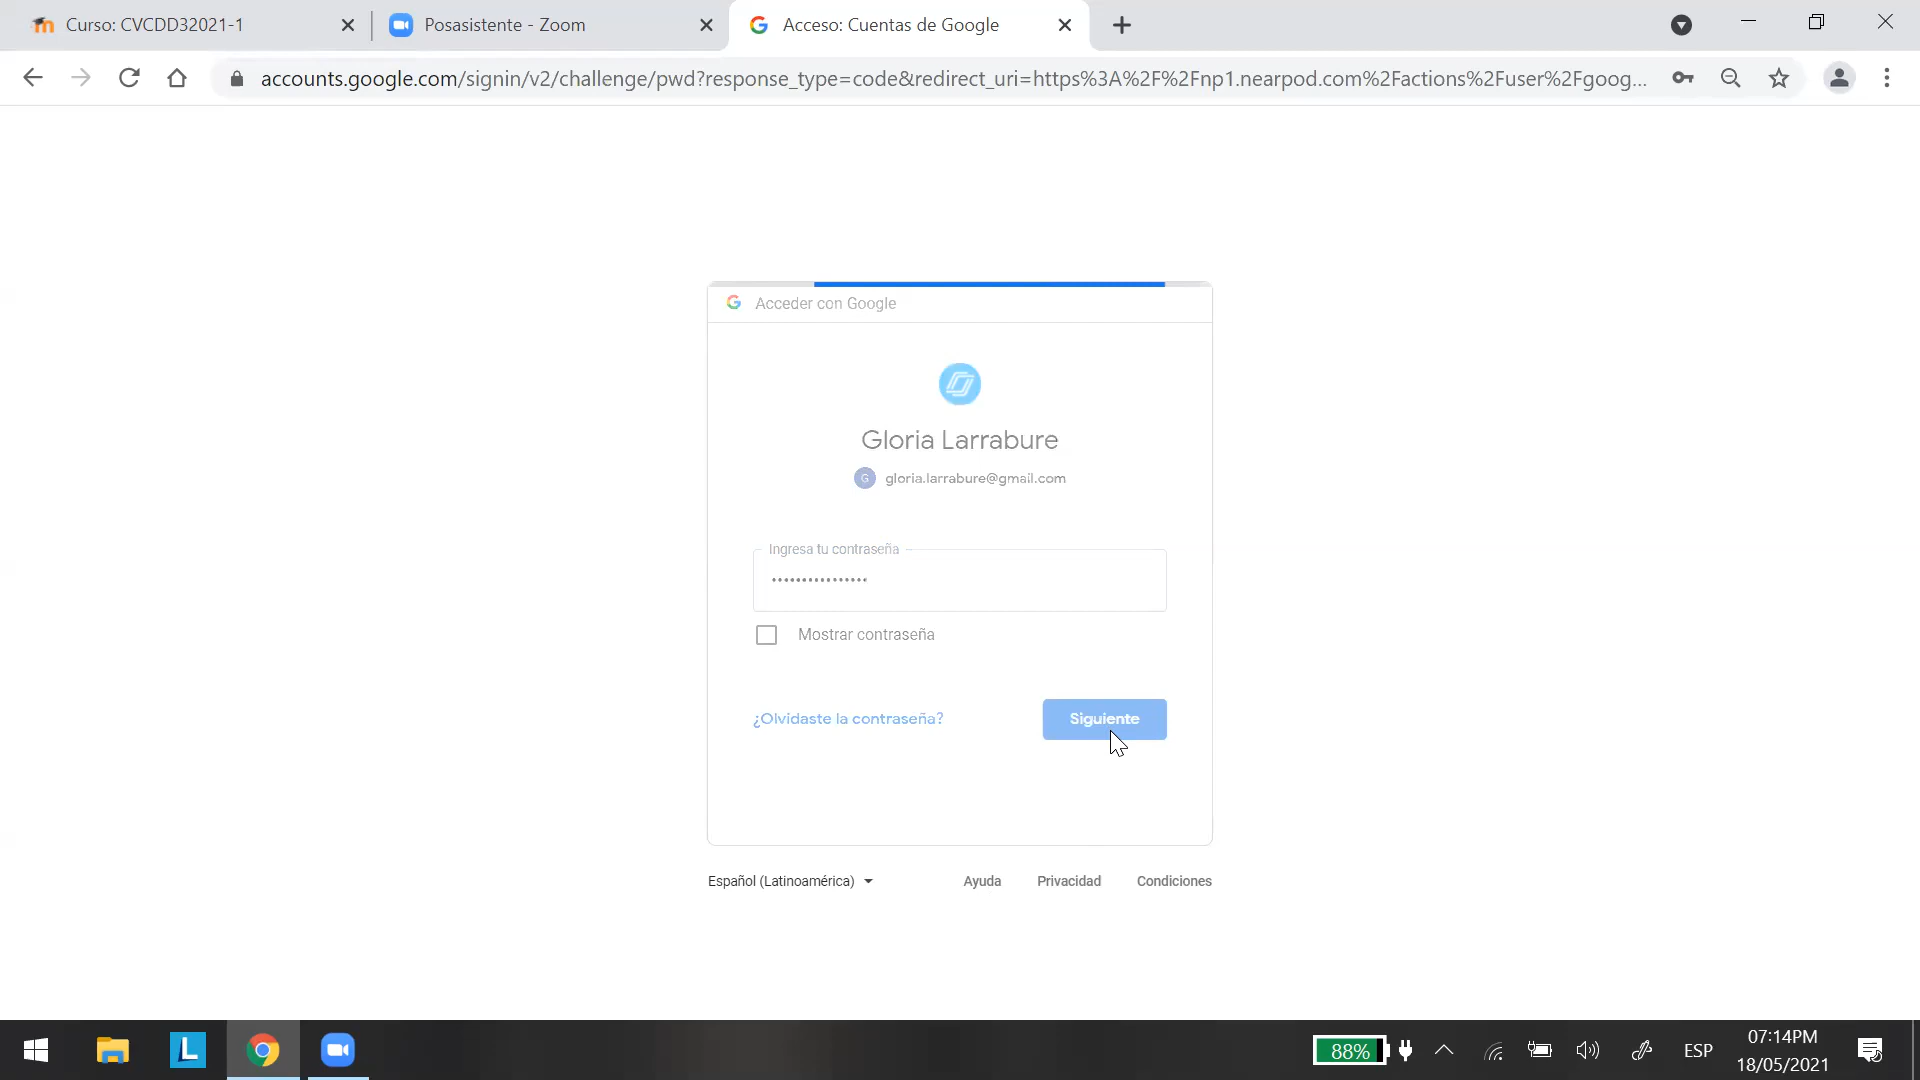 Curso: CVCDD32021-1
Posasistente - Zoom
Acceso: Cuentas de Google
accounts.google.com/signin/v2/challenge/pwd?response_type=code&redirect_uri=https%3A%2F%2Fnp1.nearpod.com%2Factions%2Fuser%2Fgoog...
Acceder con Google
Gloria Larrabure
G gloria.larrabure@gmail.com
Ingresa tu contraseña
••••••••••••••••
Mostrar contraseña
¿Olvidaste la contraseña?
Siguiente
Español (Latinoamérica)
Ayuda
Privacidad
Condiciones
L
88%
ESP
07:14PM
18/05/2021